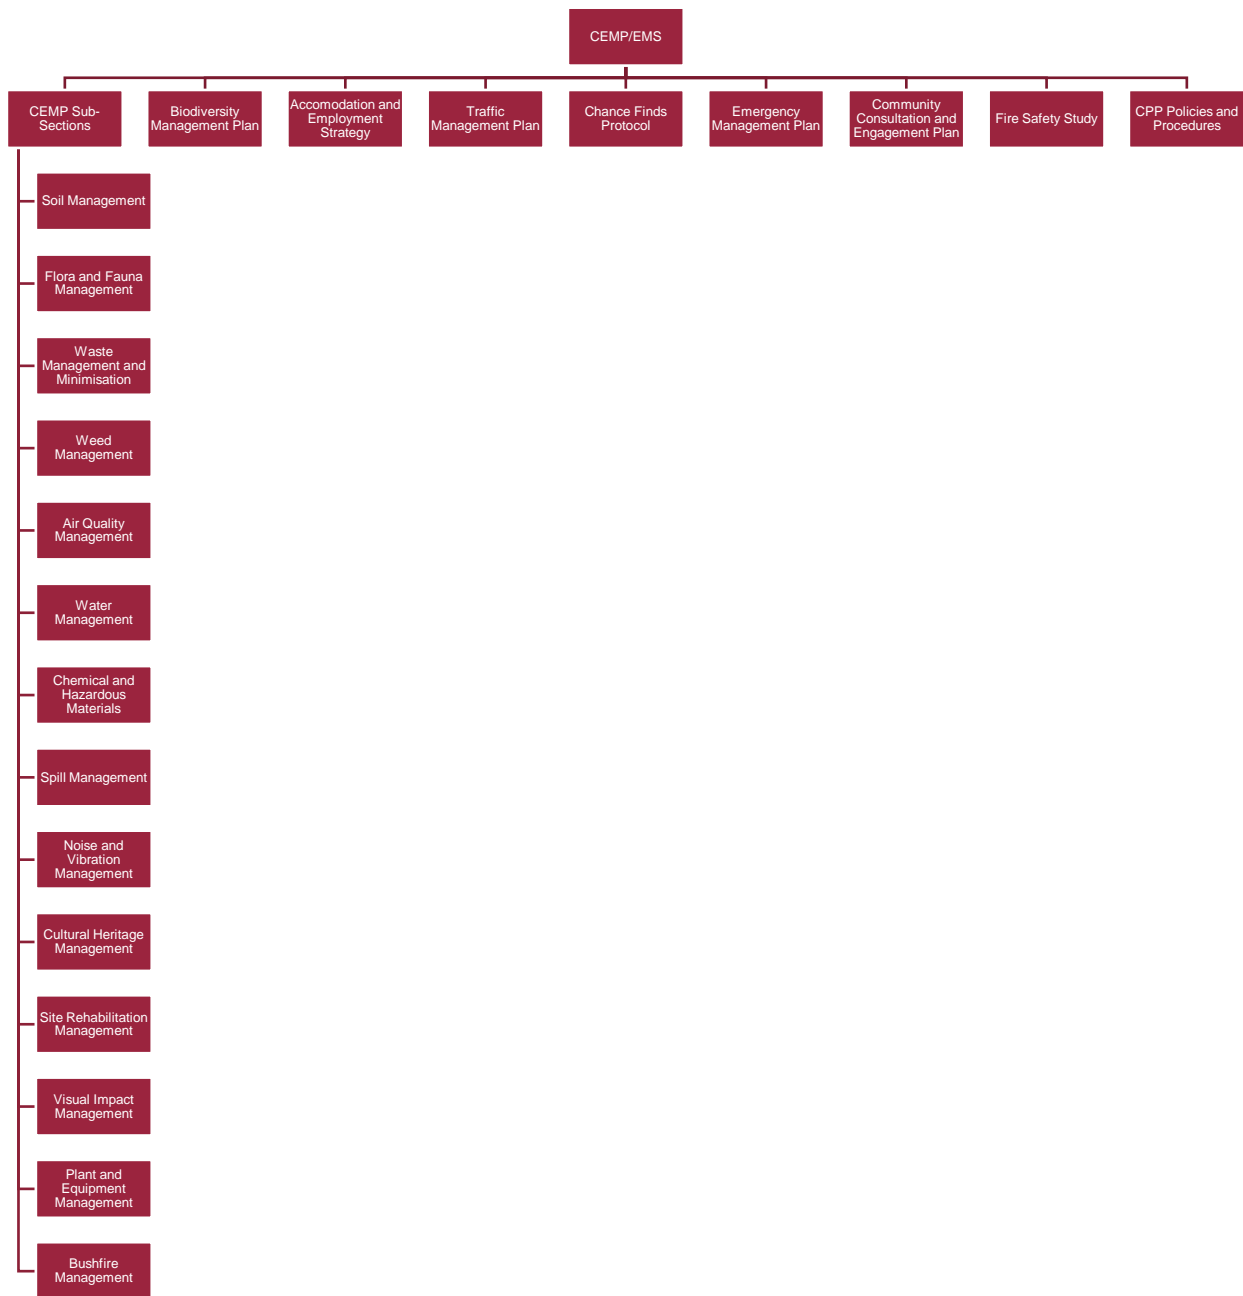 CEMP/EMS
CEMP Sub-
Sections
Biodiversity
Management Plan
Accomodation and
Employment
Strategy
Traffic
Management Plan
Chance Finds
Protocol
Emergency
Management Plan
Community
Consultation and
Engagement Plan
Fire Safety Study
CPP Policies and
Procedures
Soil Management
Flora and Fauna
Management
Waste
Management and
Minimisation
Weed
Management
Air Quality
Management
Water
Management
Chemical and
Hazardous
Materials
Spill Management
Noise and
Vibration
Management
Cultural Heritage
Management
Site Rehabilitation
Management
Visual Impact
Management
Plant and
Equipment
Management
Bushfire
Management